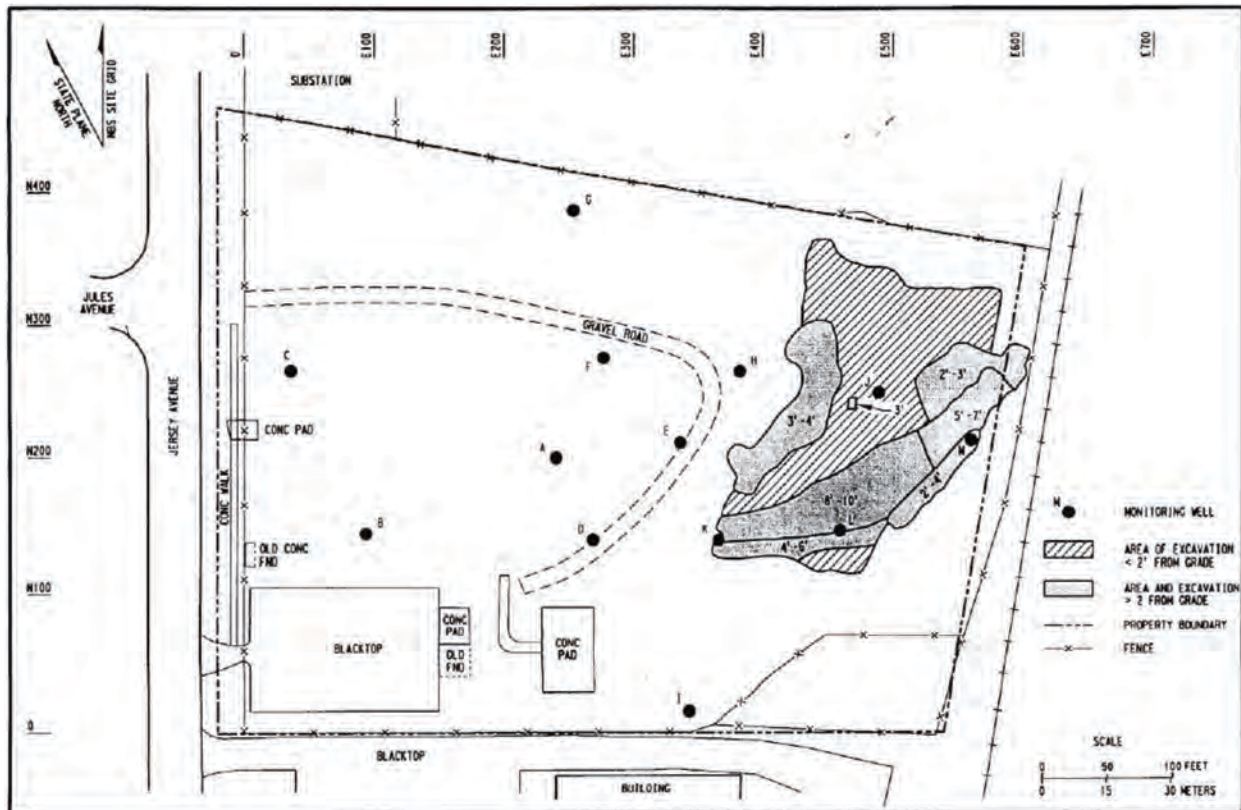 0
E100
E200
E300
E400
E500
E600
E700
STATE PLANE
NORTH
NBS SITE GRID
SUBSTATION
N400
G
JULES
AVENUE
N300
GRAVEL ROAD
C
F
H
J
2'-3'
3'
3'-4'
5'-7'
JERSEY AVENUE
CONC PAD
E
M
N200
CONC WALK
A
2'-4'
8'-10'
L
B
D
K
4'-6'
OLD CONC
FND
N100
CONC
PAD
OLD
FND
BLACKTOP
CONC
PAD
I
0
BLACKTOP
BUILDING
M
MONITORING WELL
AREA OF EXCAVATION
< 2' FROM GRADE
AREA AND EXCAVATION
> 2 FROM GRADE
PROPERTY BOUNDARY
FENCE
SCALE
0 50 100 FEET
0 15 30 METERS